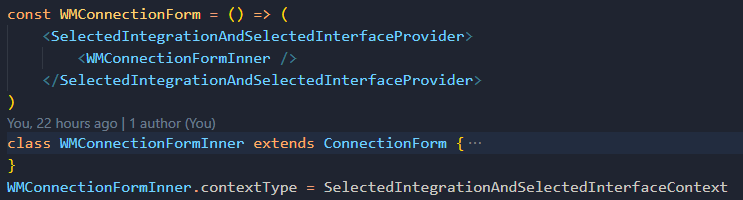 const WMConnectionForm = () => (
    <SelectedIntegrationAndSelectedInterfaceProvider>
        <WMConnectionFormInner />
    </SelectedIntegrationAndSelectedInterfaceProvider>
)
You, 22 hours ago | 1 author (You)
class WMConnectionFormInner extends ConnectionForm {···
}
WMConnectionFormInner.contextType = SelectedIntegrationAndSelectedInterfaceContext